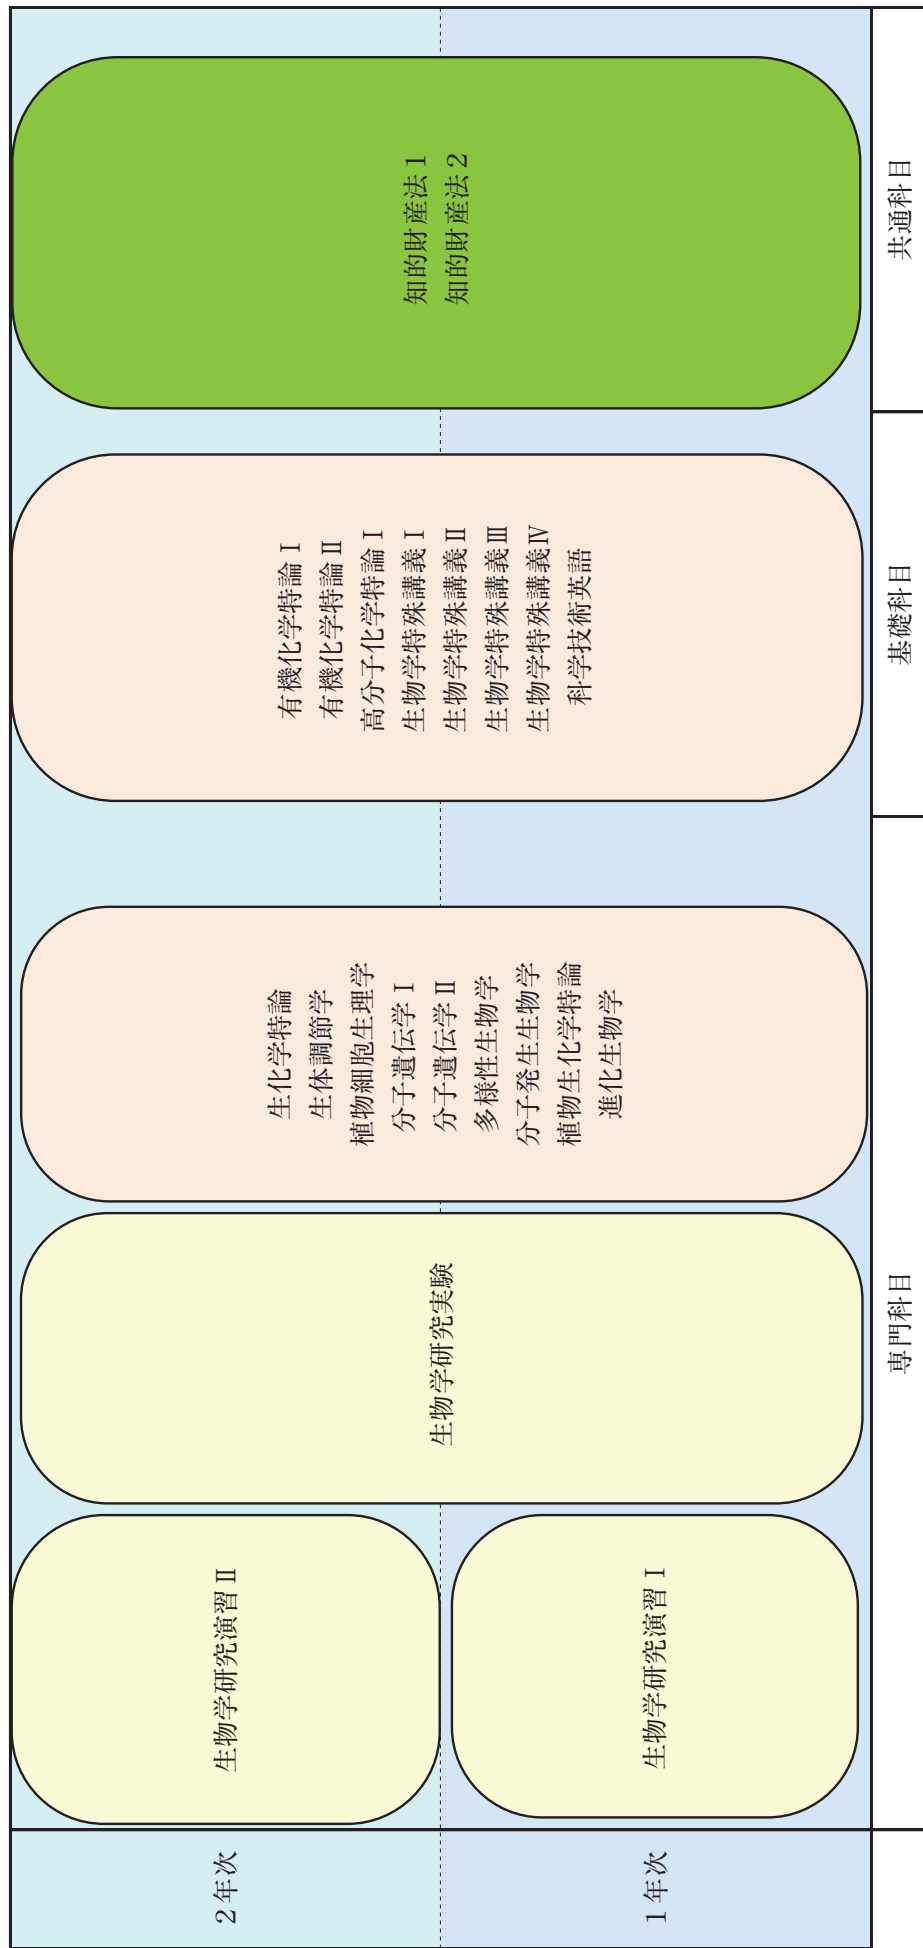 2年次
1年次
生物学研究演習Ⅱ
生物学研究演習Ⅰ
生物学研究実験
生化学特論
生体調節学
植物細胞生理学
分子遺伝学Ⅰ
分子遺伝学Ⅱ
多様性生物学
分子発生生物学
植物生化学特論
進化生物学
有機化学特論Ⅰ
有機化学特論Ⅱ
高分子化学特論Ⅰ
生物学特殊講義Ⅰ
生物学特殊講義Ⅱ
生物学特殊講義Ⅲ
生物学特殊講義Ⅳ
科学技術英語
知的財産法1
知的財産法2
専門科目
基礎科目
共通科目